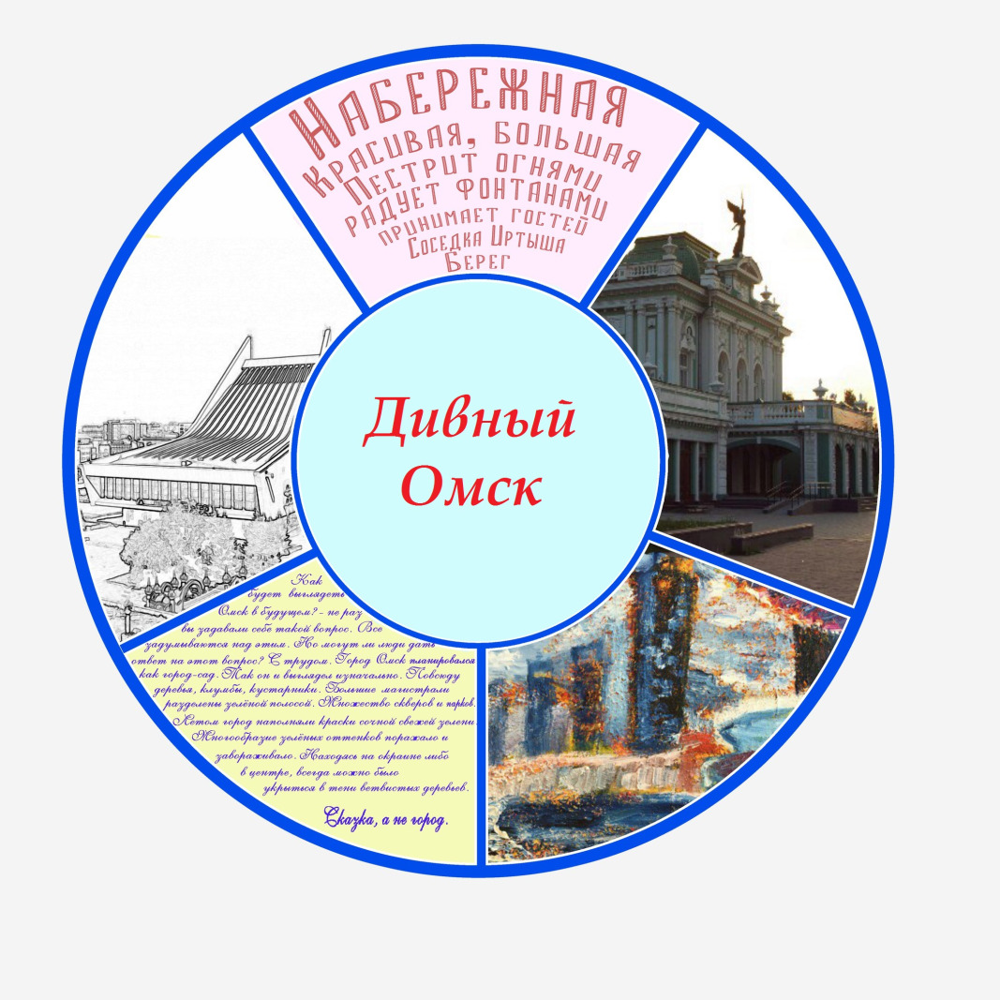 НАБЕРЕЖНАЯ
КРАСИВАЯ, БОЛЬШАЯ
ПЕСТРИТ ОГНЯМИ
РАДУЕТ ФОНТАНАМИ
ПРИНИМАЕТ ГОСТЕЙ
СОСЕДКА ИРТЫША
БЕРЕГ
Дивный
Омск
Как
будет выглядеть
Омск в будущем? - не раз
вы задавали себе такой вопрос. Все
задумываются над этим. Но могут ли люди дать
ответ на этот вопрос? С трудом. Город Омск планировался
как город-сад. Так он и выглядел изначально. Повсюду
деревья, клумбы, кустарники. Большие магистрали
разделены зелёной полосой. Множество скверов и парков.
Летом город наполняли краски сочной свежей зелени.
Многообразие зелёных оттенков поражало и
завораживало. Находясь на окраине либо
в центре, всегда можно было
укрыться в тени ветвистых деревьев.
Сказка, а не город.